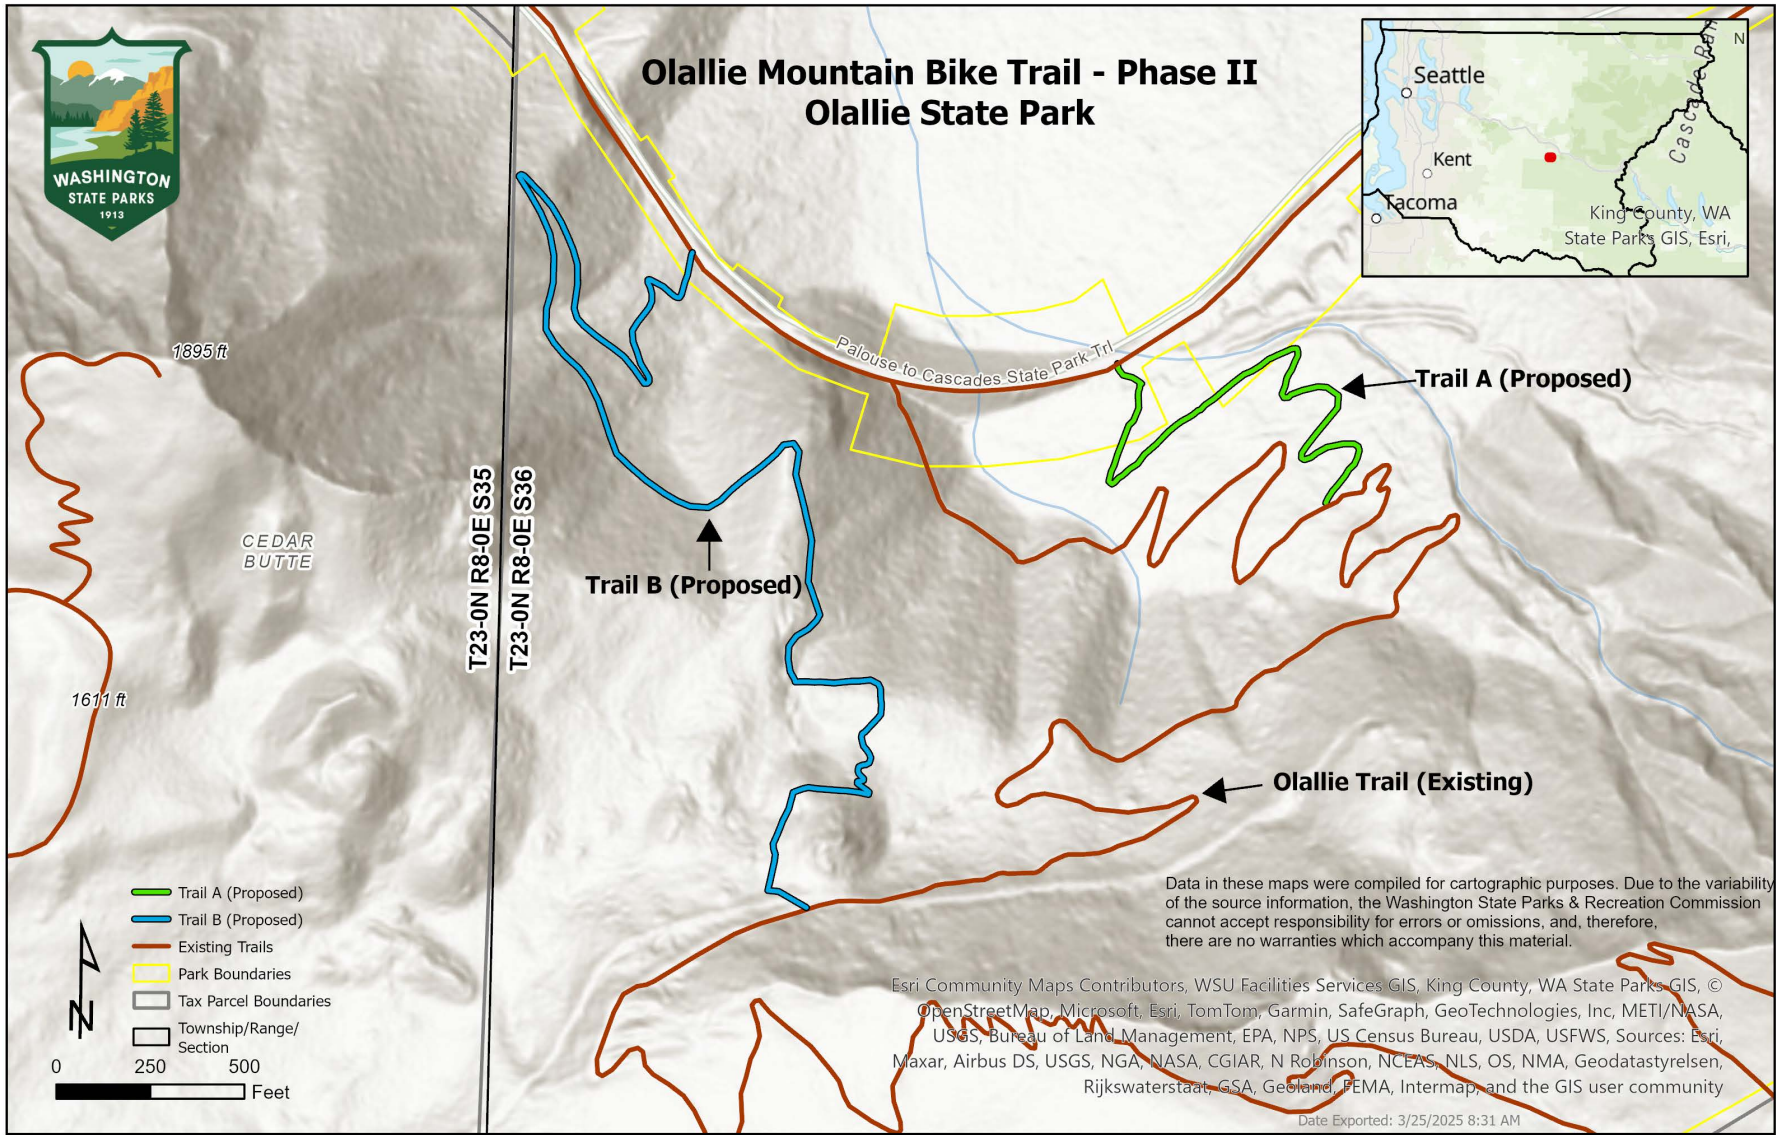 Olallie Mountain Bike Trail - Phase II
Olallie State Park
WASHINGTON
STATE PARKS
1913
Seattle
Kent
Tacoma
Cascade Ran
N
King County, WA
State Parks GIS, Esri,
1895 ft
Palouse to Cascades State Park Trl
Trail A (Proposed)
T23-0N R8-0E S35
T23-0N R8-0E S36
CEDAR
BUTTE
Trail B (Proposed)
1611 ft
Olallie Trail (Existing)
Trail A (Proposed)
Trail B (Proposed)
Existing Trails
Park Boundaries
Tax Parcel Boundaries
Township/Range/
Section
N
0 250 500
Feet
Data in these maps were compiled for cartographic purposes. Due to the variability
of the source information, the Washington State Parks & Recreation Commission
cannot accept responsibility for errors or omissions, and, therefore,
there are no warranties which accompany this material.
Esri Community Maps Contributors, WSU Facilities Services GIS, King County, WA State Parks GIS, ©
OpenStreetMap, Microsoft, Esri, TomTom, Garmin, SafeGraph, GeoTechnologies, Inc, METI/NASA,
USGS, Bureau of Land Management, EPA, NPS, US Census Bureau, USDA, USFWS, Sources: Esri,
Maxar, Airbus DS, USGS, NGA, NASA, CGIAR, N Robinson, NCEAS, NLS, OS, NMA, Geodatastyrelsen,
Rijkswaterstaat, GSA, Geoland, FEMA, Intermap, and the GIS user community
Date Exported: 3/25/2025 8:31 AM